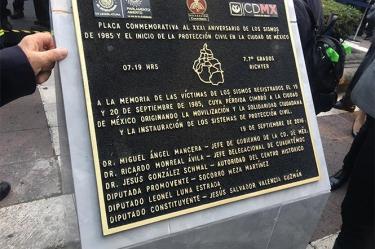 VII LEGISLATURA
PARLAMENTO ABIERTO
CDMX
PLACA CONMEMORATIVA AL XXXI ANIVERSARIO DE LOS SISMOS
DE 1985 Y EL INICIO DE LA PROTECCIÓN CIVIL EN LA CIUDAD DE MÉXICO
07:19 HRS
7.7º GRADOS
RICHTER
A LA MEMORIA DE LAS VÍCTIMAS DE LOS SISMOS REGISTRADOS EL 19
Y 20 DE SEPTIEMBRE DE 1985, CUYA PÉRDIDA CIMBRÓ A LA CIUDAD
DE MÉXICO ORIGINANDO LA MOVILIZACIÓN Y LA SOLIDARIDAD CIUDADANA
Y LA INSTAURACIÓN DE LOS SISTEMAS DE PROTECCIÓN CIVIL.
19 DE SEPTIEMBRE DE 2016
DR. MIGUEL ÁNGEL MANCERA - JEFE DE GOBIERNO DE LA CD. DE MÉX.
DR. RICARDO MONREAL ÁVILA - JEFE DELEGACIONAL DE CUAUHTÉMOC
DR. JESÚS GONZÁLEZ SCHMAL - AUTORIDAD DEL CENTRO HISTÓRICO
DIPUTADA PROMOVENTE - SOCORRO MEZA MARTÍNEZ
DIPUTADO LEONEL LUNA ESTRADA
DIPUTADO CONSTITUYENTE - JESÚS SALVADOR VALENCIA GUZMÁN